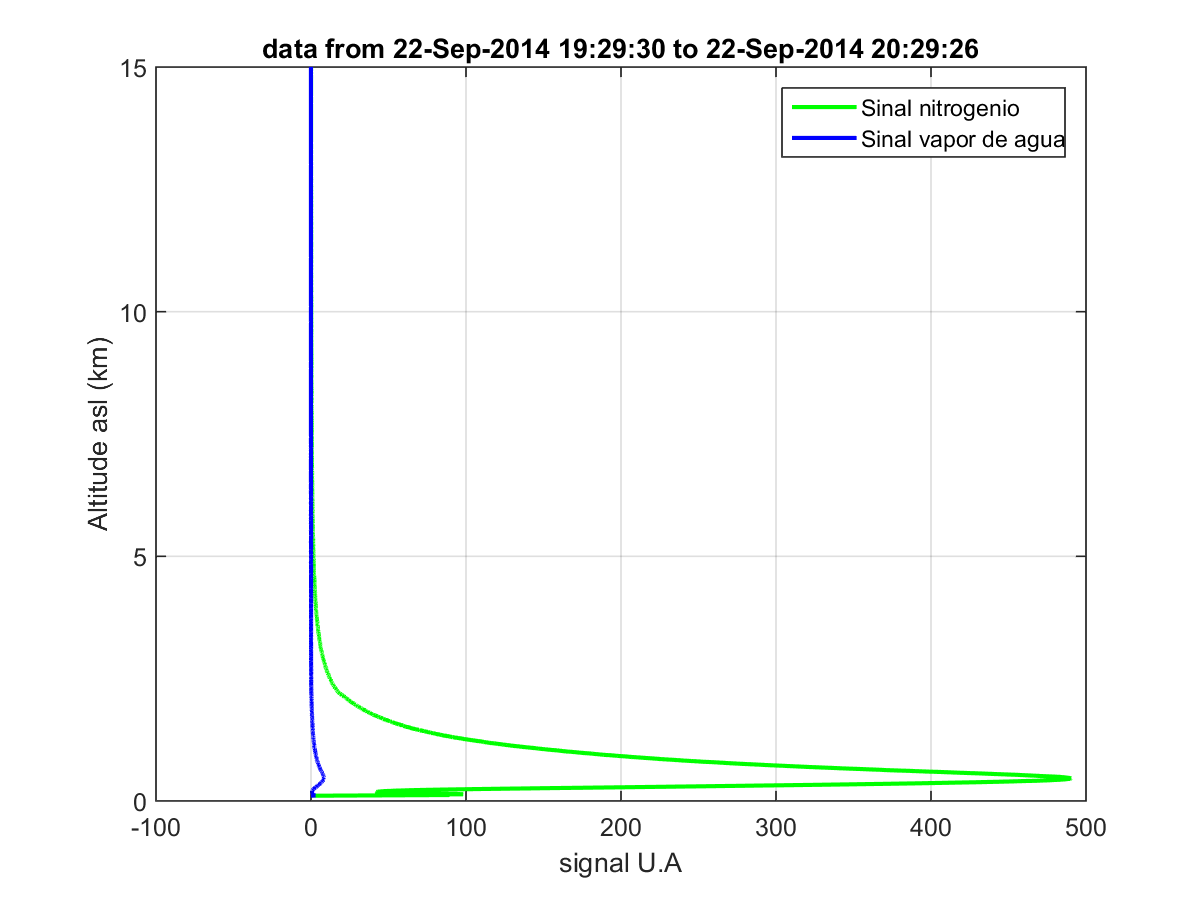 data from 22-Sep-2014 19:29:30 to 22-Sep-2014 20:29:26
15
Sinal nitrogenio
Sinal vapor de agua
10
Altitude asl (km)
5
0
-100 0 100 200 300 400 500
signal U.A